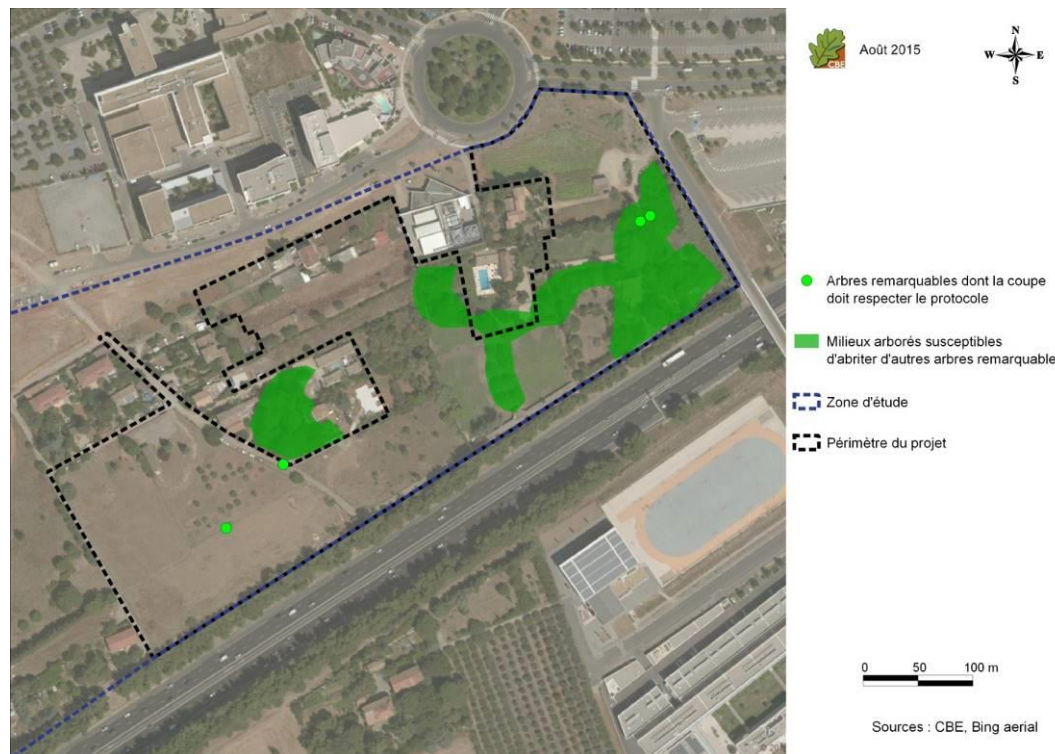 CBE
Août 2015
N
W E
S
Arbres remarquables dont la coupe
doit respecter le protocole
Milieux arborés susceptibles
d'abriter d'autres arbres remarquable
Zone d'étude
Périmètre du projet
0 50 100 m
Sources : CBE, Bing aerial